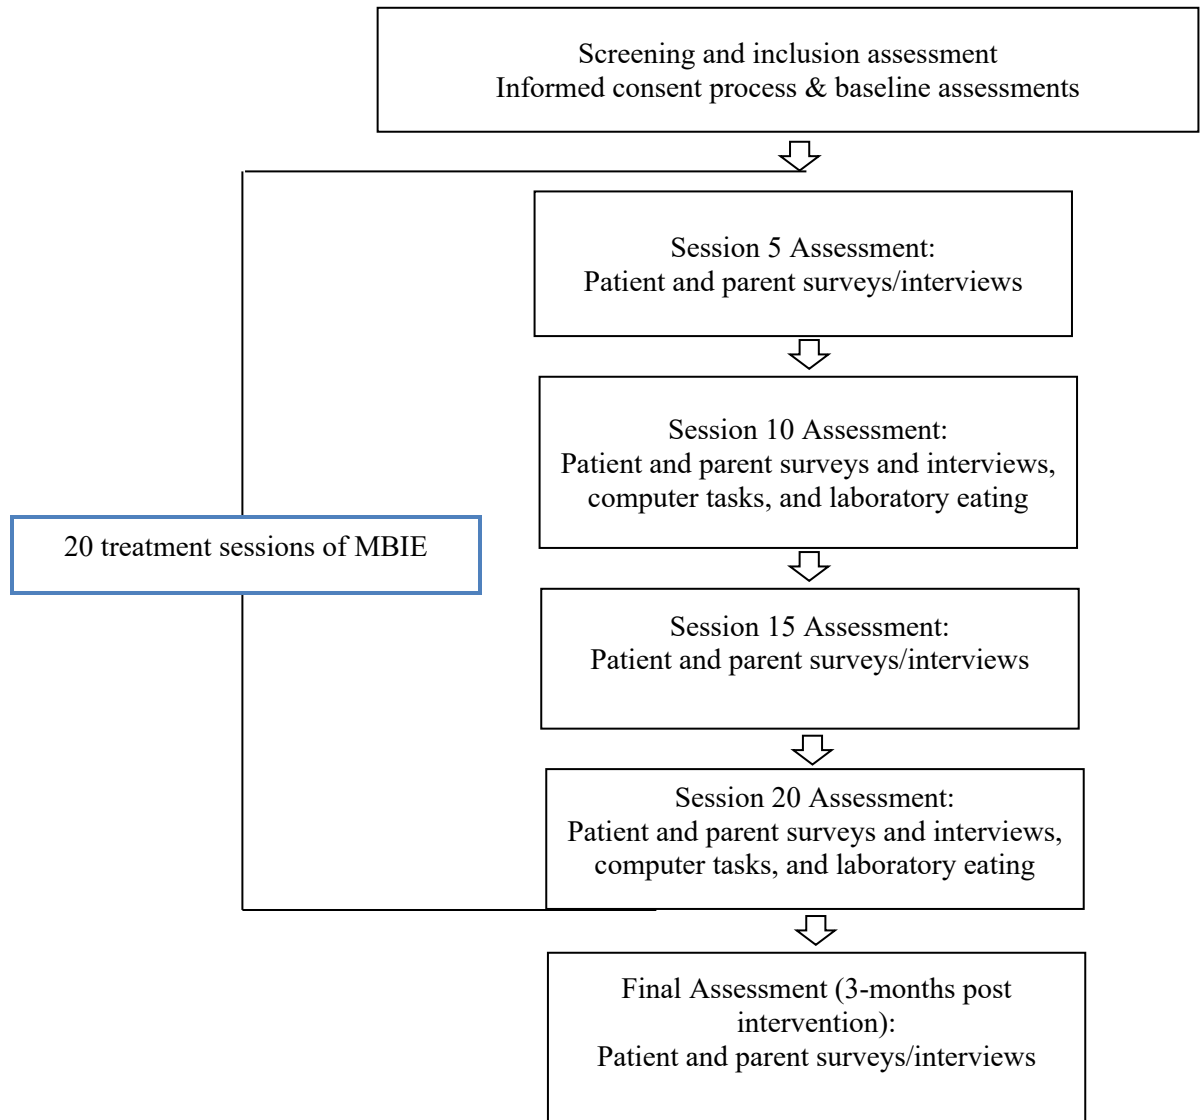 Screening and inclusion assessment
Informed consent process & baseline assessments
Session 5 Assessment:
Patient and parent surveys/interviews
Session 10 Assessment:
Patient and parent surveys and interviews,
computer tasks, and laboratory eating
20 treatment sessions of MBIE
Session 15 Assessment:
Patient and parent surveys/interviews
Session 20 Assessment:
Patient and parent surveys and interviews,
computer tasks, and laboratory eating
Final Assessment (3-months post
intervention):
Patient and parent surveys/interviews